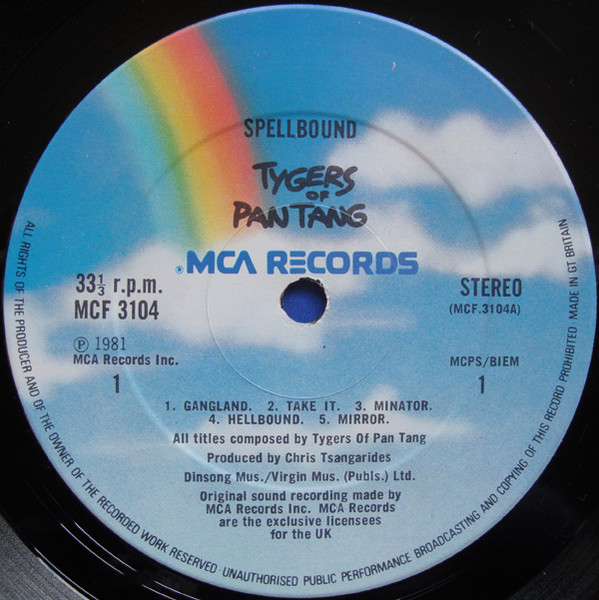 SPELLBOUND
TYGERS
OF
PAN TANG
®MCA RECORDS
33⅓ r.p.m.
MCF 3104
STEREO
(MCF.3104A)
Ⓟ 1981
MCA Records Inc.
MCPS/BIEM
1
1
1. GANGLAND. 2. TAKE IT. 3. MINATOR.
4. HELLBOUND. 5. MIRROR.
All titles composed by Tygers Of Pan Tang
Produced by Chris Tsangarides
Dinsong Mus./Virgin Mus. (Publs.) Ltd.
Original sound recording made by
MCA Records Inc. MCA Records
are the exclusive licensees
for the UK
ALL RIGHTS OF THE PRODUCER AND OF THE OWNER OF THE RECORDED WORK RESERVED · UNAUTHORISED PUBLIC PERFORMANCE BROADCASTING AND COPYING OF THIS RECORD PROHIBITED MADE IN GT BRITAIN